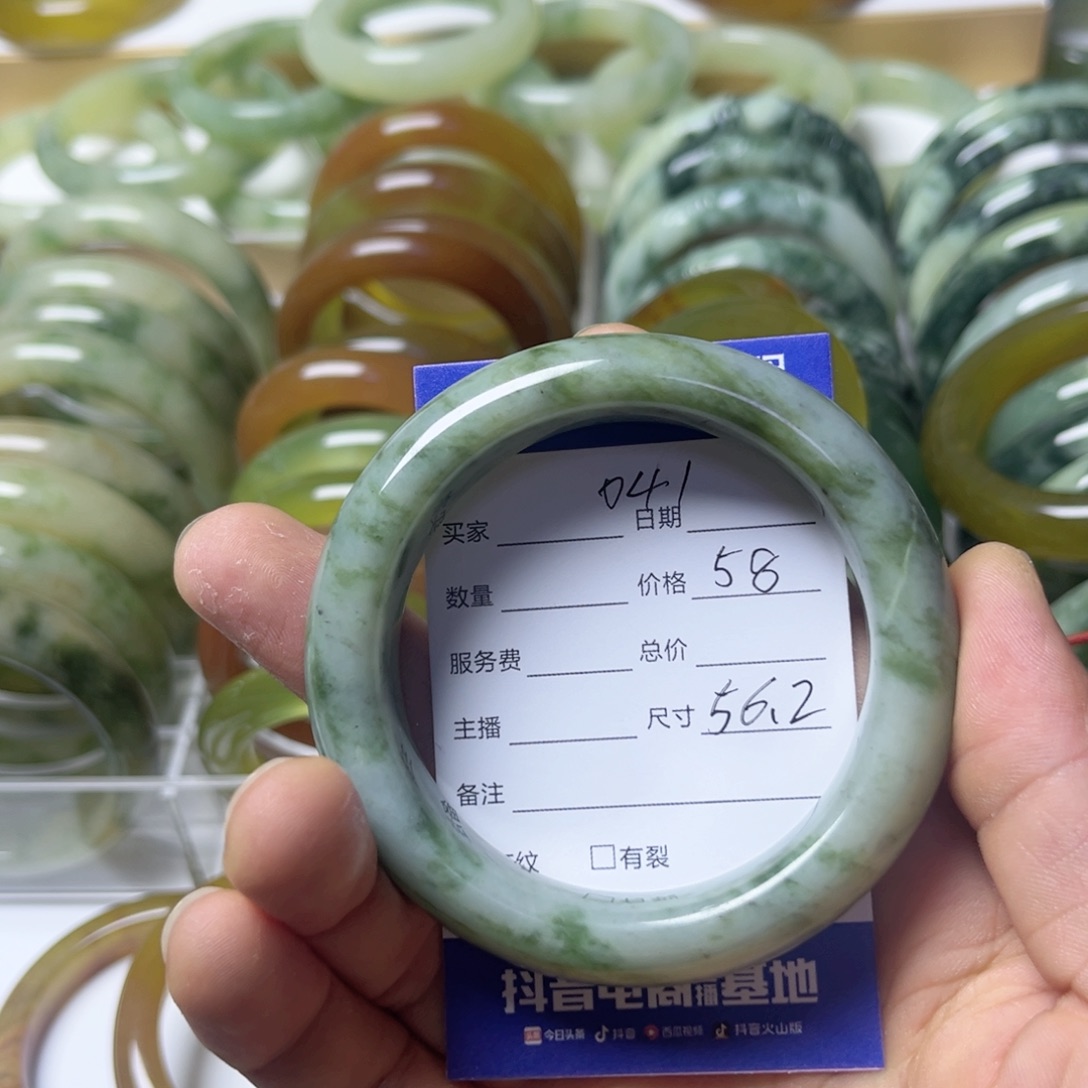 041
买家 日期
数量 价格 58
服务费 总价
主播 尺寸 56.2
备注
纹 □有裂
抖音电商播基地
今日头条 抖音 西瓜视频 抖音火山版